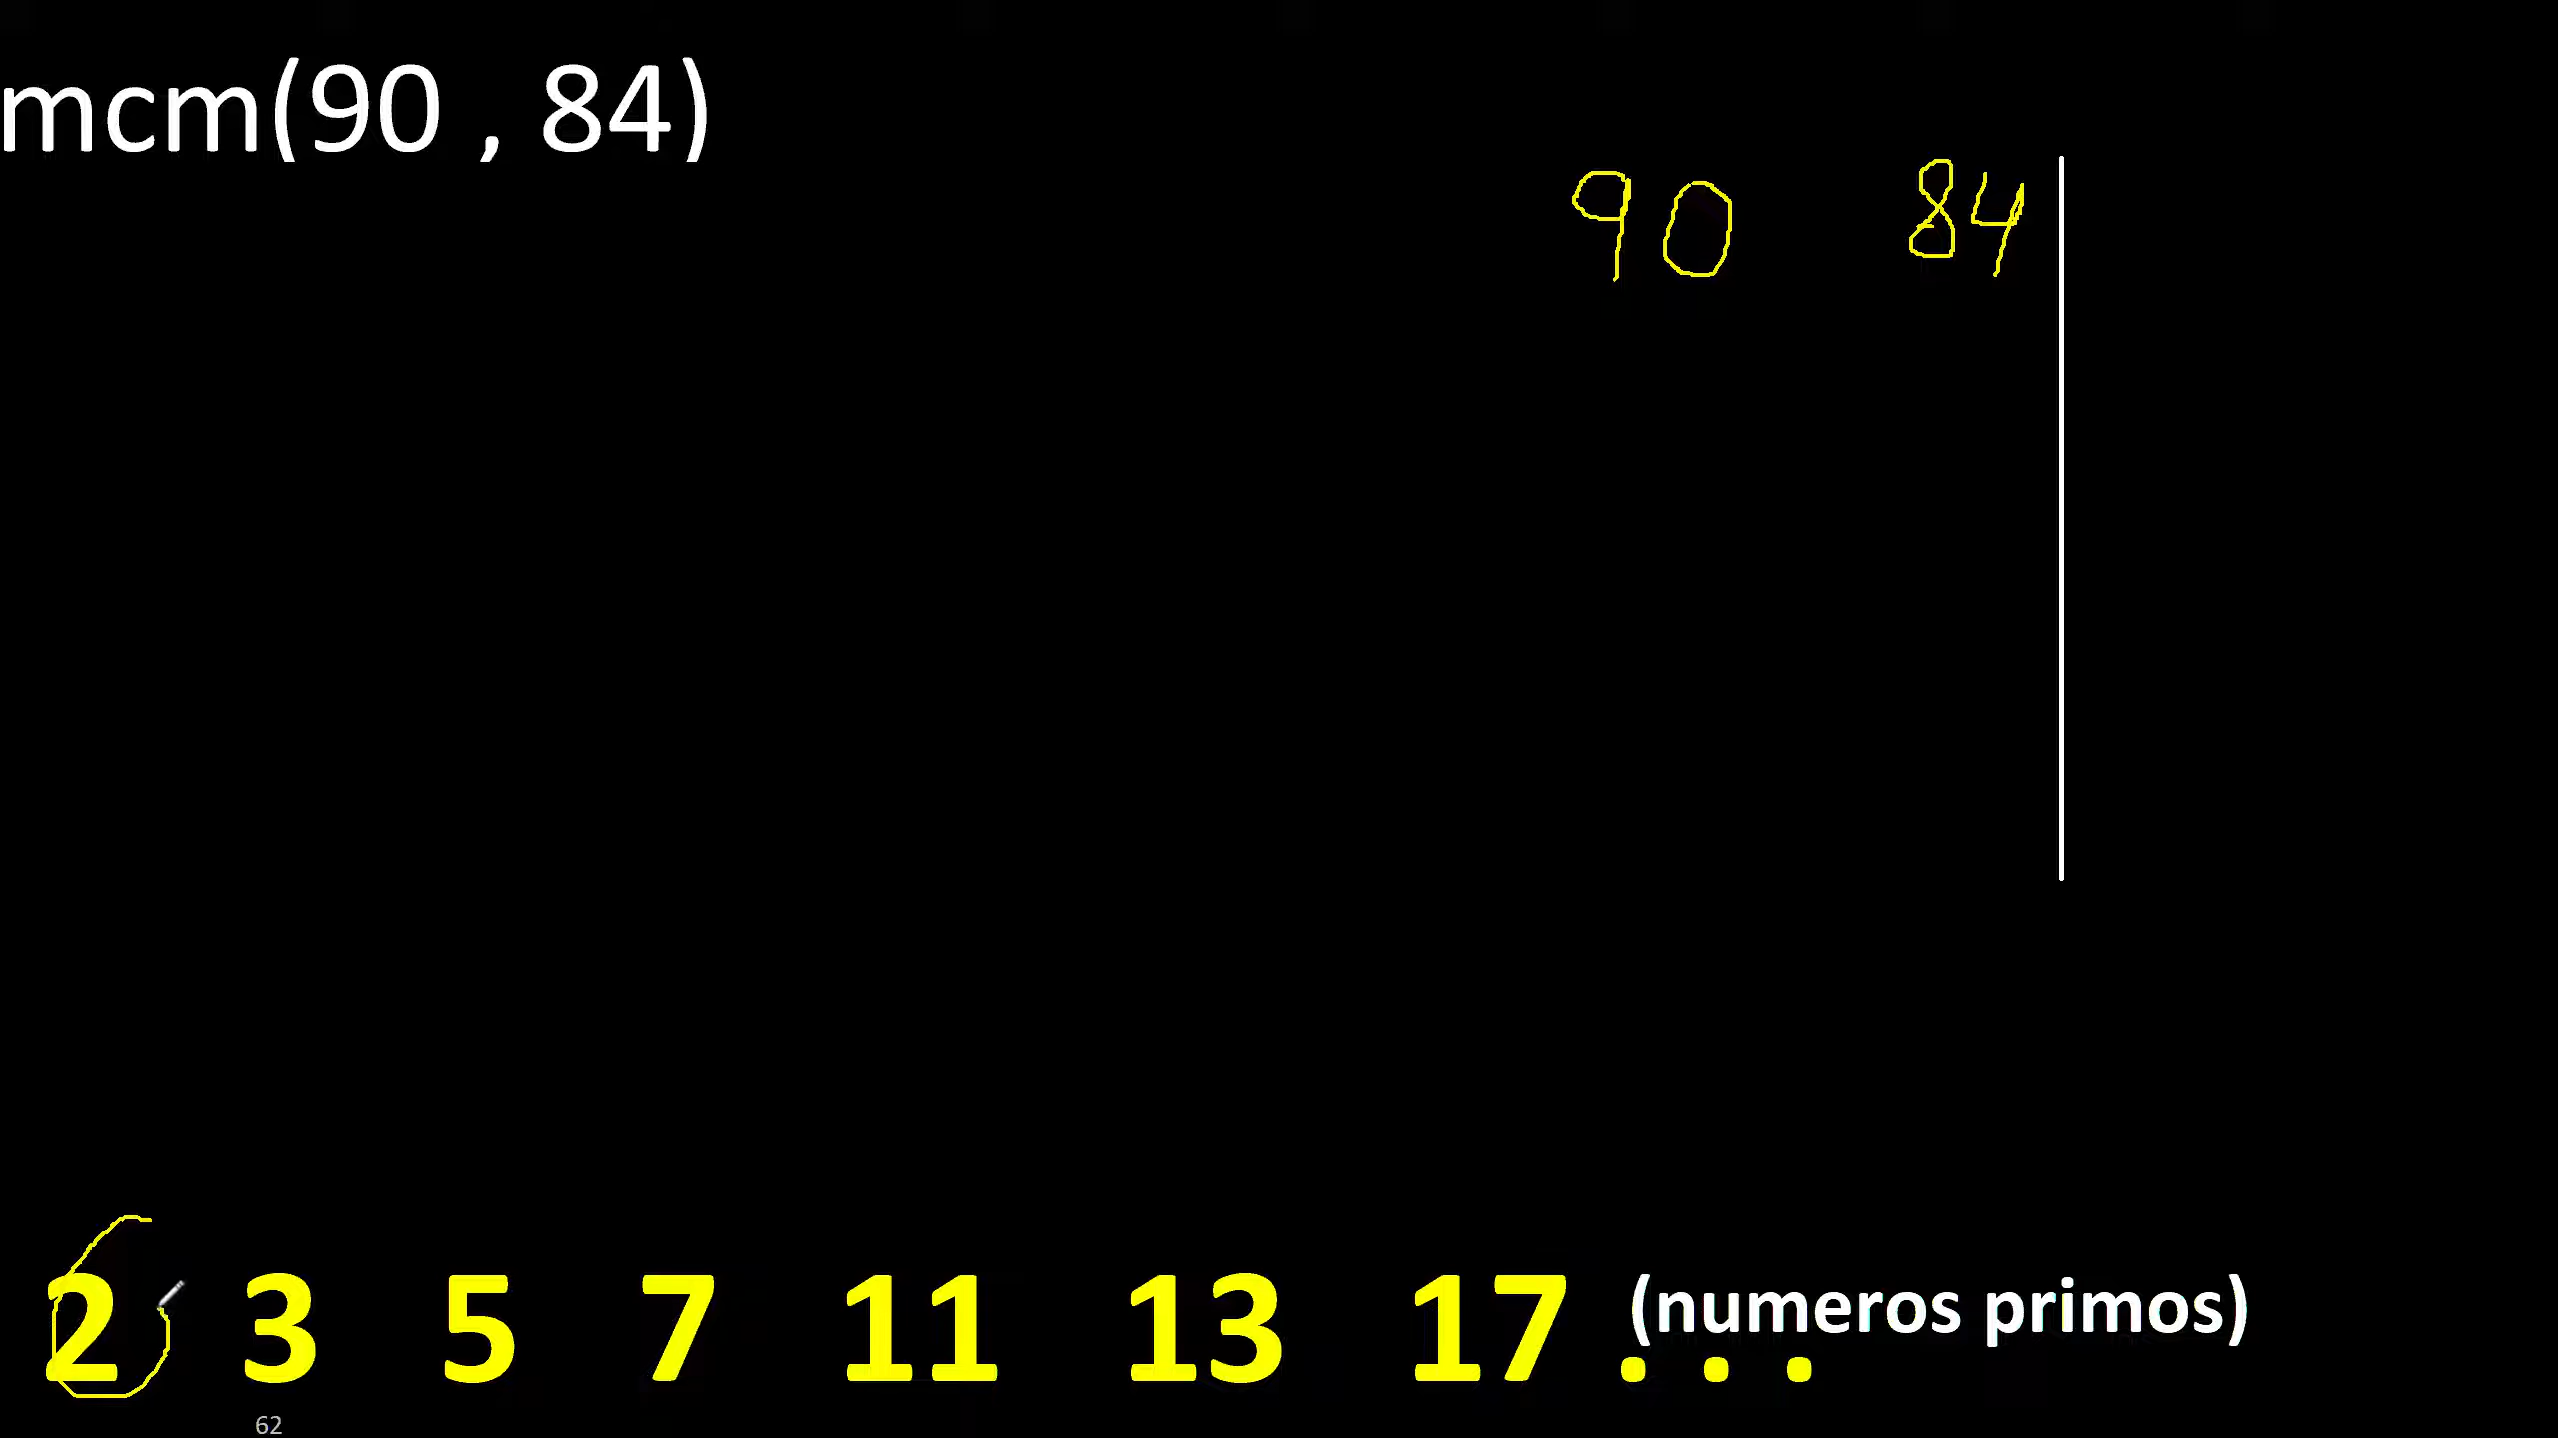 mcm(90 , 84)
90 84
2 3 5 7 11 13 17 . . . (numeros primos)
62